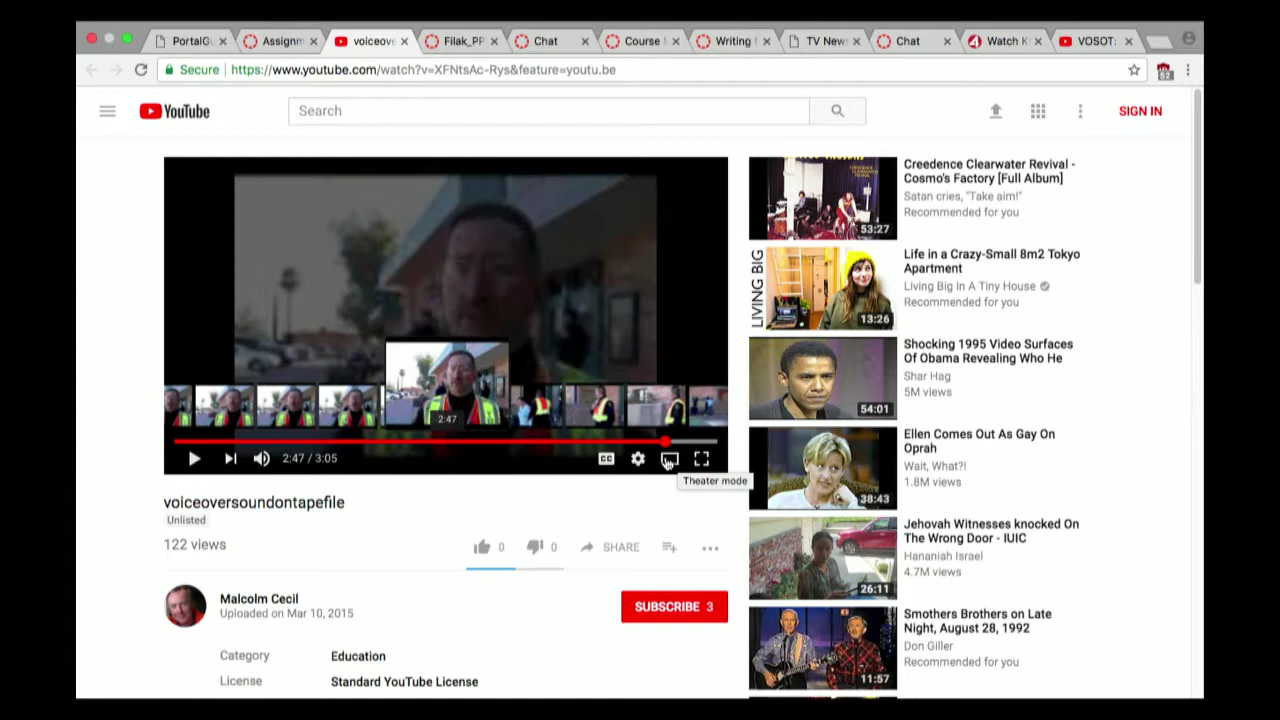 PortalGu
Assignm
voiceove
Filak_PP
Chat
Course I
Writing f
TV News
Chat
Watch K
VOSOT:
Secure
https://www.youtube.com/watch?v=XFNtsAc-Rys&feature=youtu.be
52
YouTube
Search
SIGN IN
2:47
2:47 / 3:05
CC
Theater mode
voiceoversoundontapefile
Unlisted
122 views
0
0
SHARE
Malcolm Cecil
Uploaded on Mar 10, 2015
SUBSCRIBE 3
Category
Education
License
Standard YouTube License
53:27
Creedence Clearwater Revival -
Cosmo's Factory [Full Album]
Satan cries, "Take aim!"
Recommended for you
LIVING BIG
13:26
Life in a Crazy-Small 8m2 Tokyo
Apartment
Living Big In A Tiny House
Recommended for you
54:01
Shocking 1995 Video Surfaces
Of Obama Revealing Who He
Shar Hag
5M views
38:43
Ellen Comes Out As Gay On
Oprah
Wait, What?!
1.8M views
26:11
Jehovah Witnesses knocked On
The Wrong Door - IUIC
Hananiah Israel
4.7M views
11:57
Smothers Brothers on Late
Night, August 28, 1992
Don Giller
Recommended for you